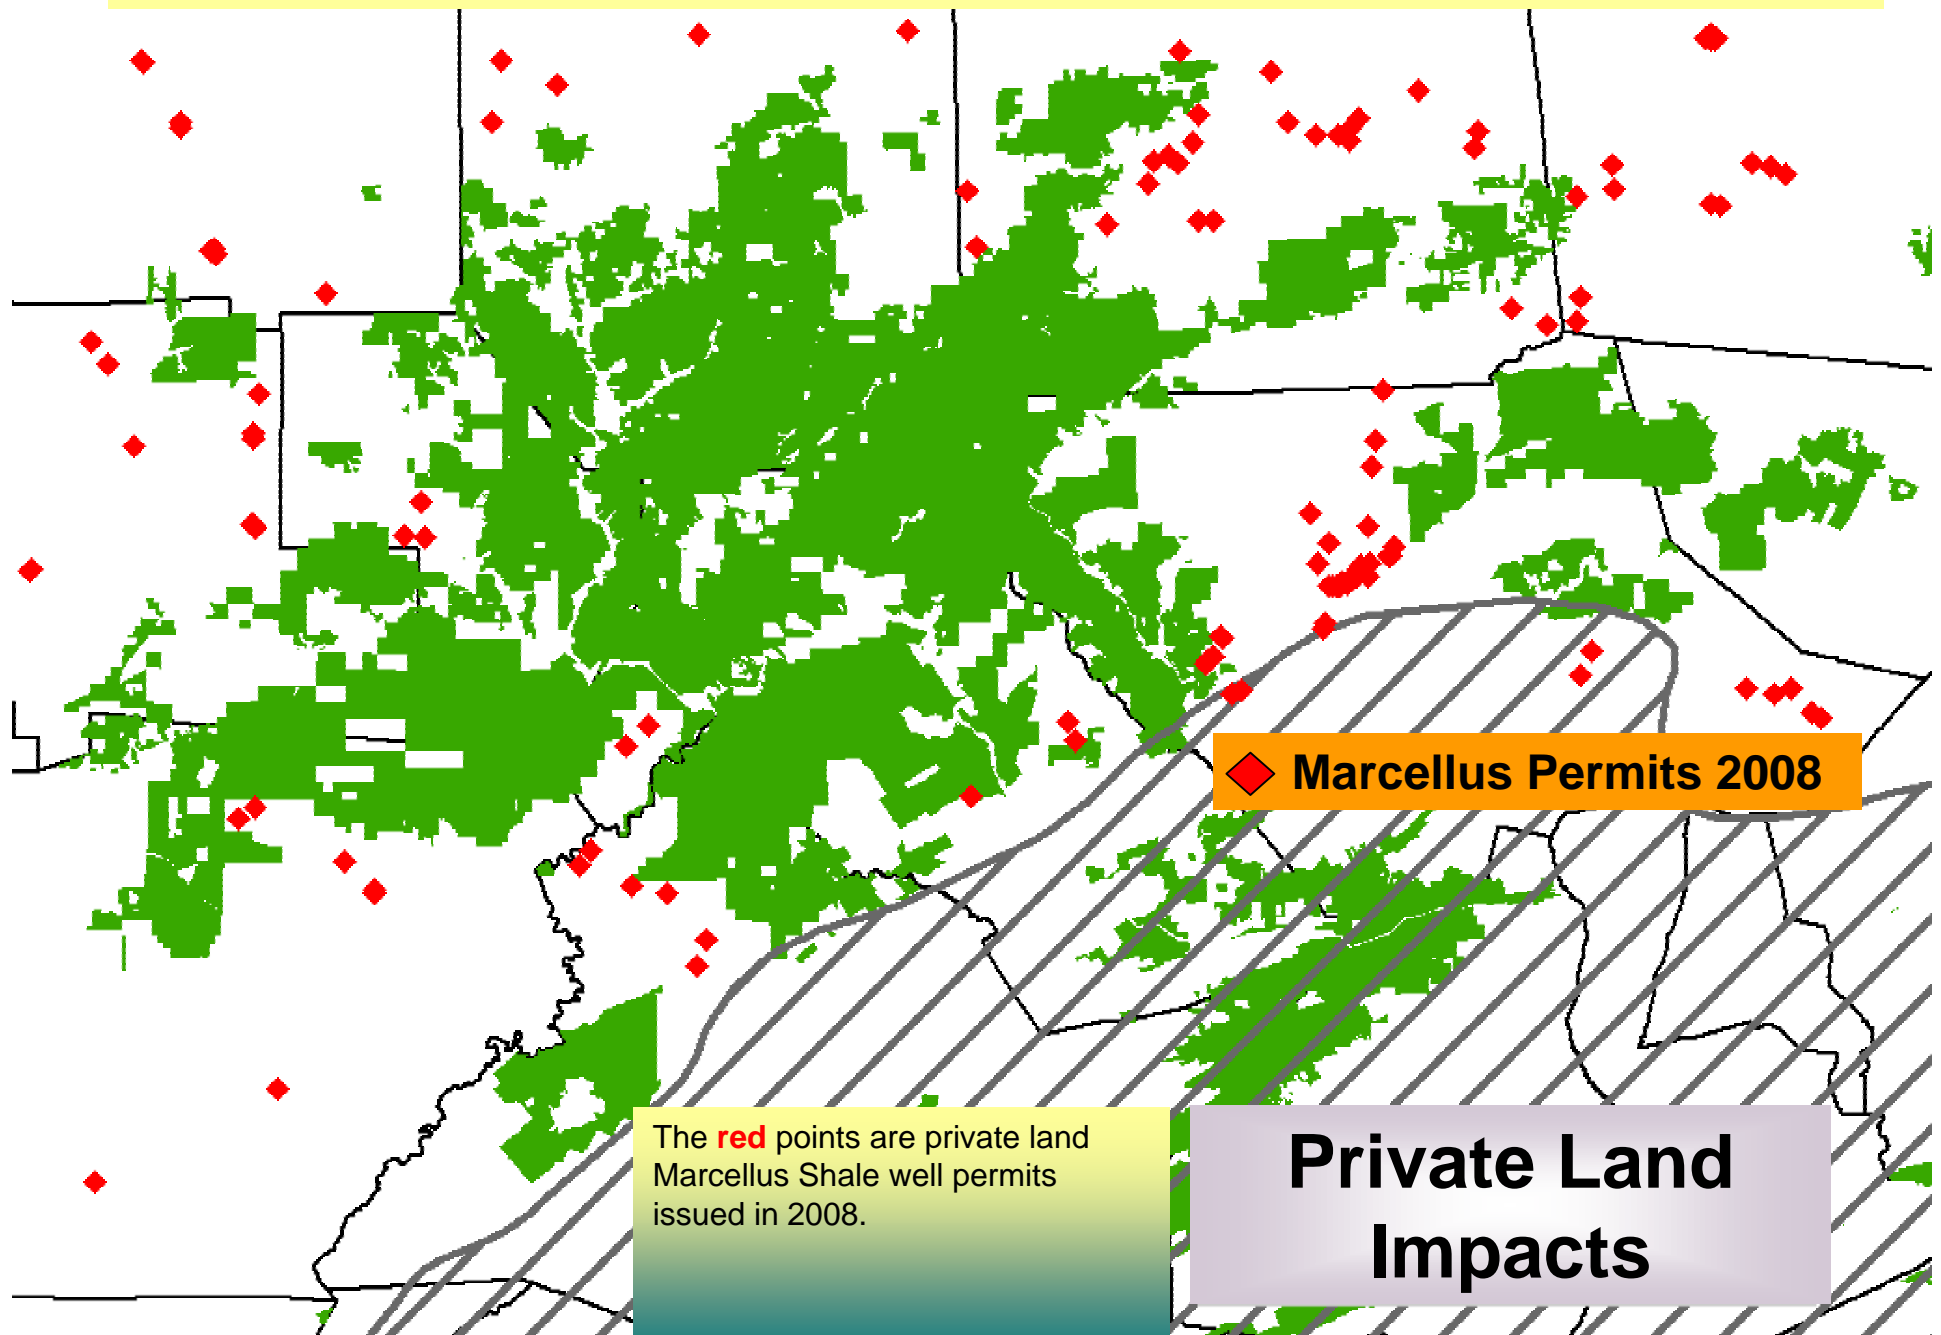 Marcellus Permits 2008
The red points are private land
Marcellus Shale well permits
issued in 2008.
Private Land
Impacts